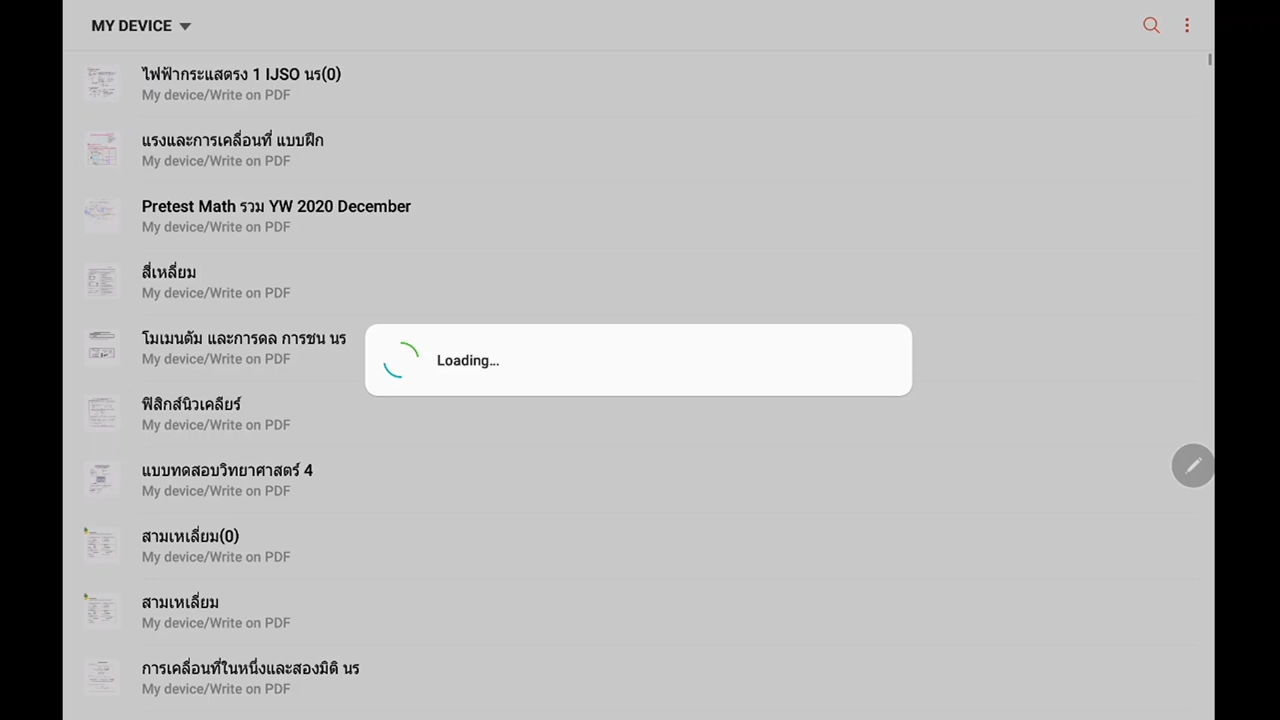 MY DEVICE
ไฟฟ้ากระแสตรง 1 IJSO นร(0)
My device/Write on PDF
แรงและการเคลื่อนที่ แบบฝึก
My device/Write on PDF
Pretest Math รวม YW 2020 December
My device/Write on PDF
สี่เหลี่ยม
My device/Write on PDF
โมเมนตัม และการดล การชน นร
My device/Write on PDF
Loading...
ฟิสิกส์นิวเคลียร์
My device/Write on PDF
แบบทดสอบวิทยาศาสตร์ 4
My device/Write on PDF
สามเหลี่ยม(0)
My device/Write on PDF
สามเหลี่ยม
My device/Write on PDF
การเคลื่อนที่ในหนึ่งและสองมิติ นร
My device/Write on PDF